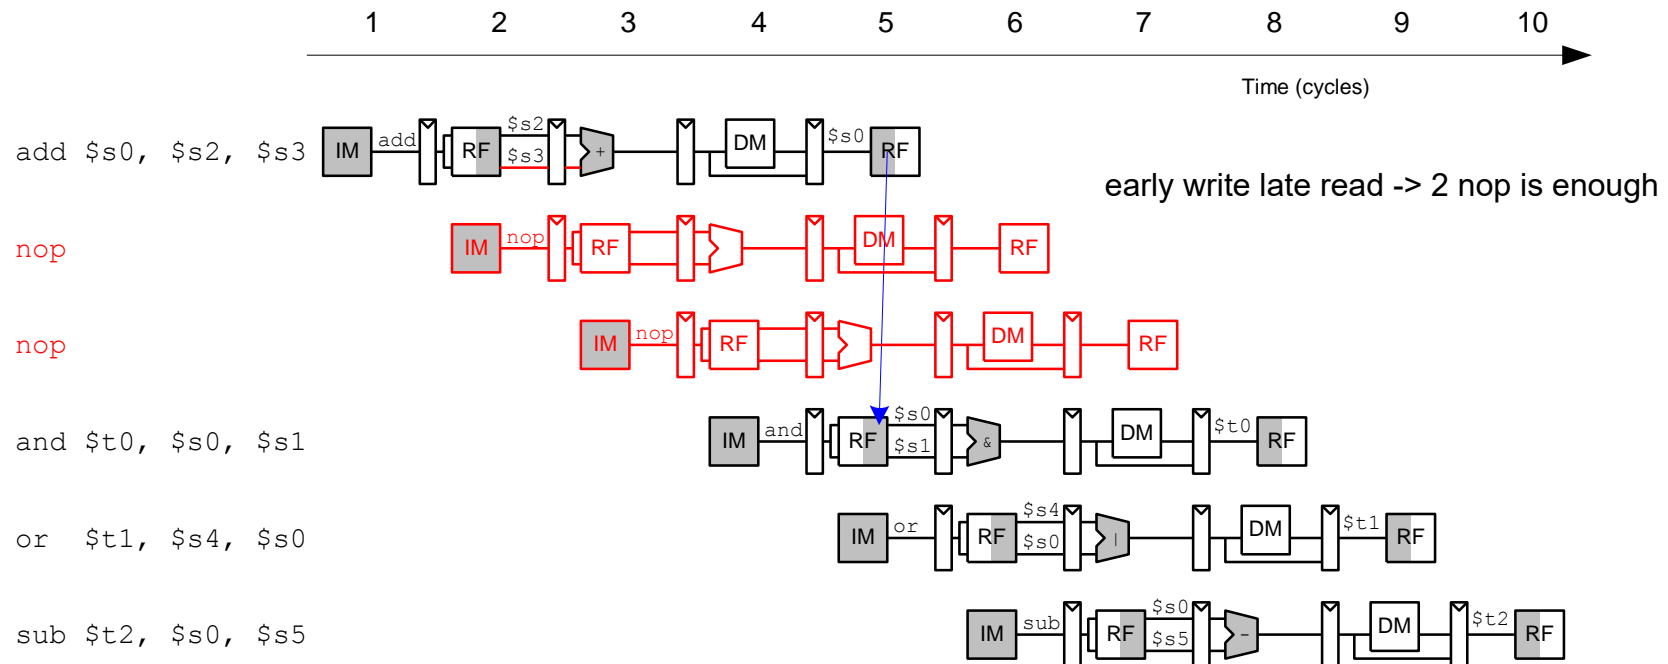 1 2 3 4 5 6 7 8 9 10
Time (cycles)
add $s0, $s2, $s3 IM add RF $s2 $s3 + DM $s0 RF
early write late read -> 2 nop is enough
nop IM nop RF DM RF
nop IM nop RF DM RF
and $t0, $s0, $s1 IM and RF $s0 $s1 & DM $t0 RF
or $t1, $s4, $s0 IM or RF $s4 $s0 | DM $t1 RF
sub $t2, $s0, $s5 IM sub RF $s0 $s5 - DM $t2 RF